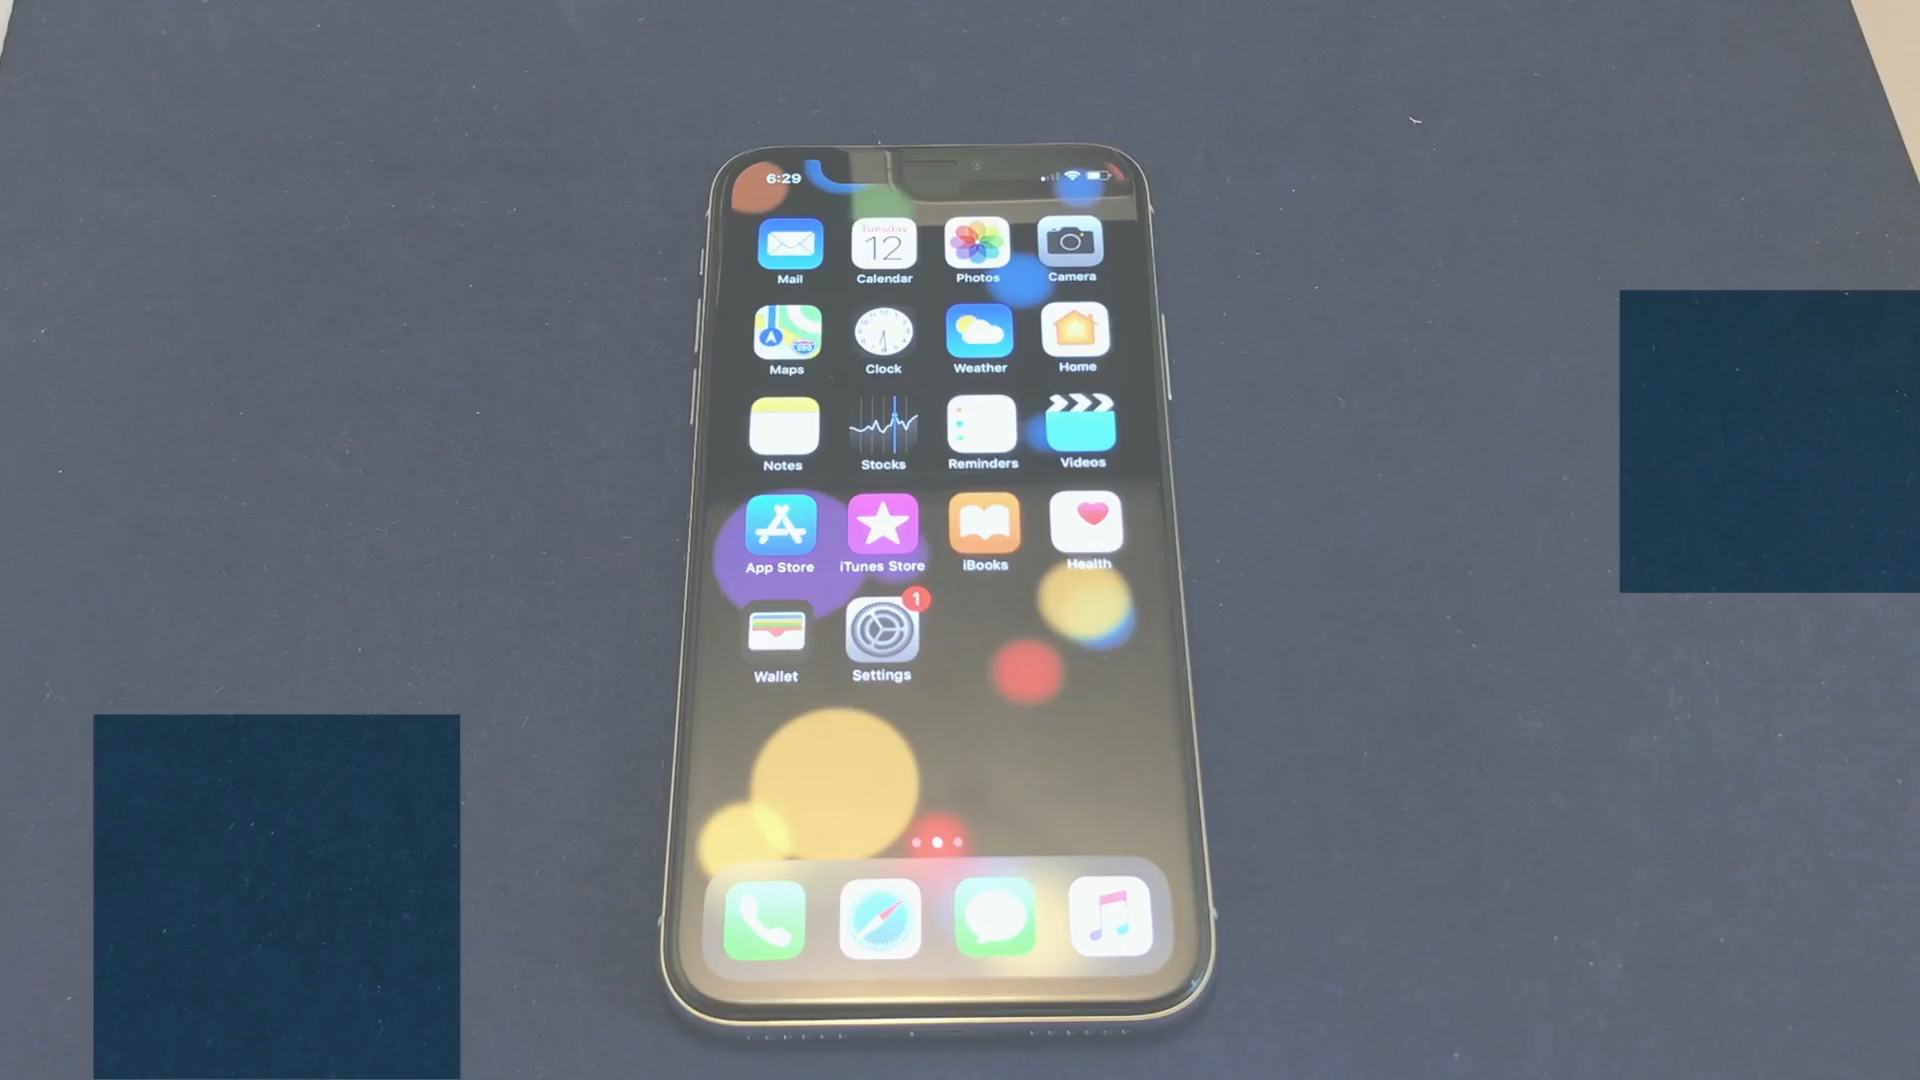 6:29
Tuesday
12
Mail Calendar Photos Camera
280
Maps Clock Weather Home
Notes Stocks Reminders Videos
App Store iTunes Store iBooks Health
1
Wallet Settings